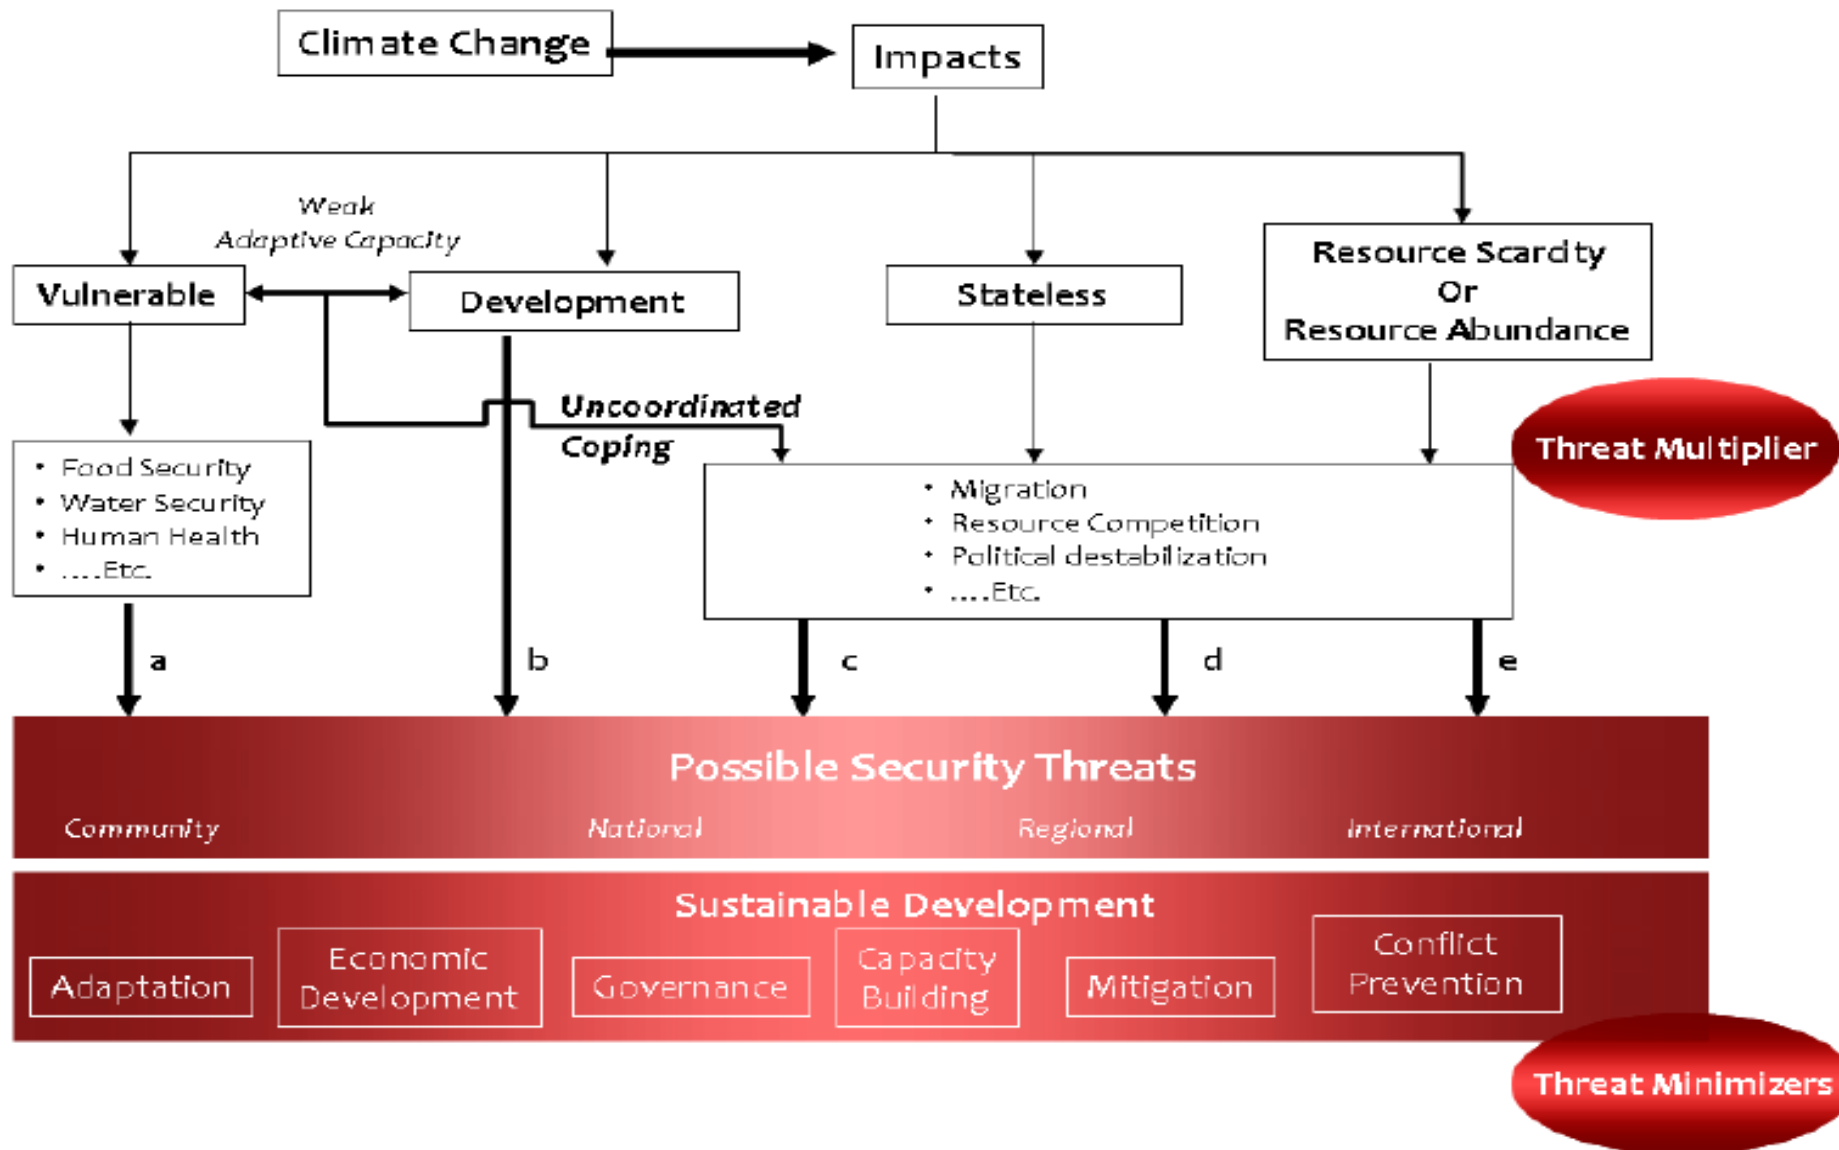 Climate Change
Impacts
Weak
Adaptive Capacity
Vulnerable
Development
Stateless
Resource Scarcity
Or
Resource Abundance
Uncoordinated
Coping
Threat Multiplier
• Food Security
• Water Security
• Human Health
• ....Etc.
• Migration
• Resource Competition
• Political destabilization
• ....Etc.
a
b
c
d
e
Possible Security Threats
Community
National
Regional
International
Sustainable Development
Adaptation
Economic
Development
Governance
Capacity
Building
Mitigation
Conflict
Prevention
Threat Minimizers